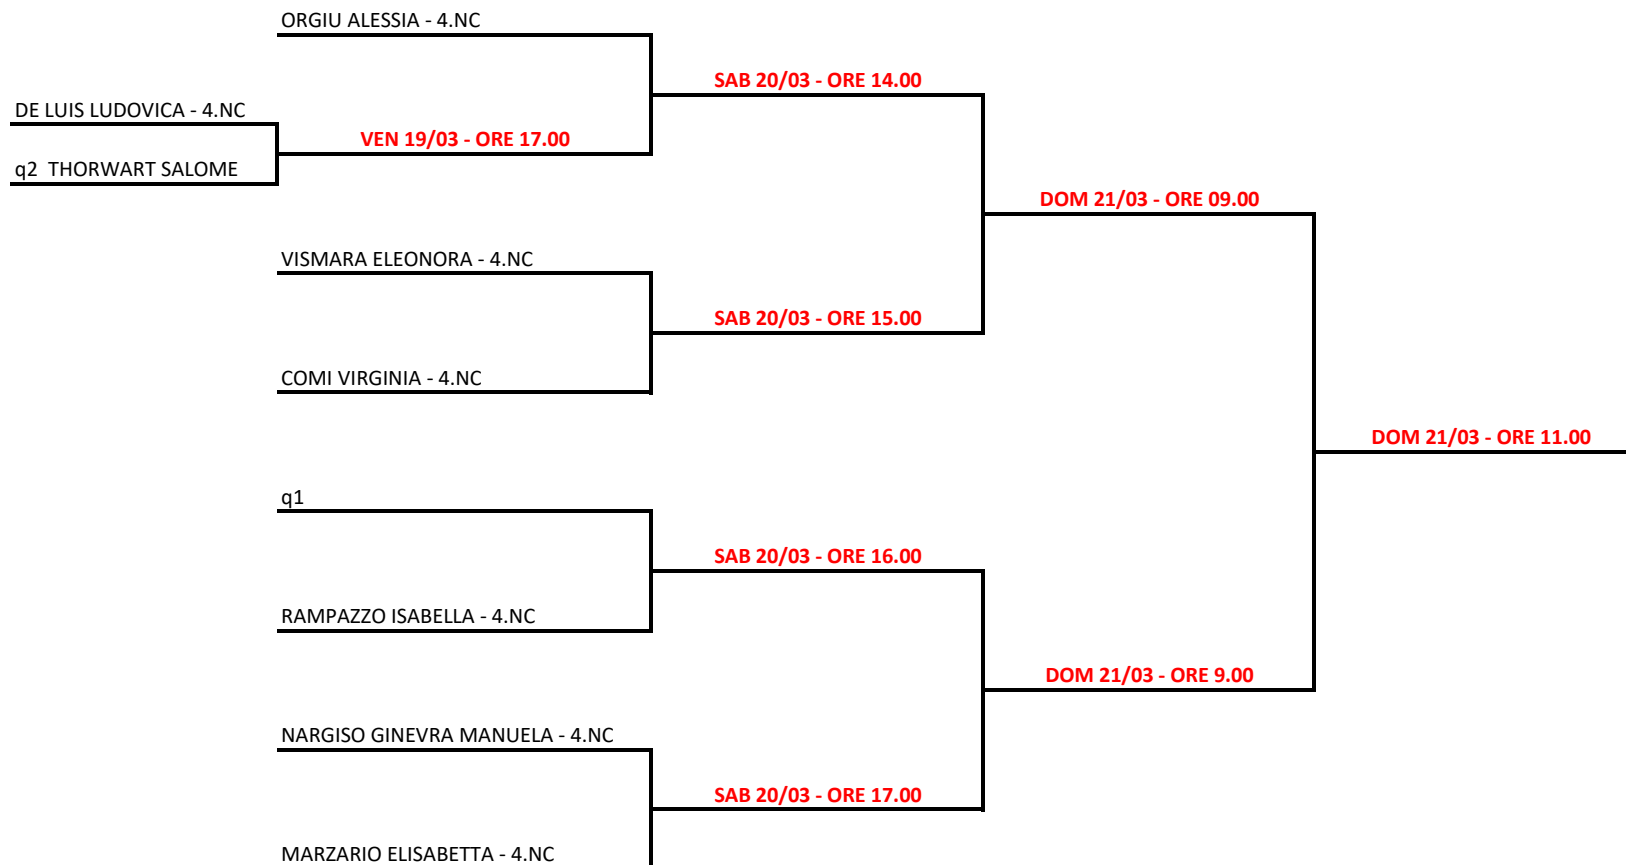 ORGIU ALESSIA - 4.NC
SAB 20/03 - ORE 14.00
DE LUIS LUDOVICA - 4.NC
VEN 19/03 - ORE 17.00
q2 THORWART SALOME
DOM 21/03 - ORE 09.00
VISMARA ELEONORA - 4.NC
SAB 20/03 - ORE 15.00
COMI VIRGINIA - 4.NC
DOM 21/03 - ORE 11.00
q1
SAB 20/03 - ORE 16.00
RAMPAZZO ISABELLA - 4.NC
DOM 21/03 - ORE 9.00
NARGISO GINEVRA MANUELA - 4.NC
SAB 20/03 - ORE 17.00
MARZARIO ELISABETTA - 4.NC